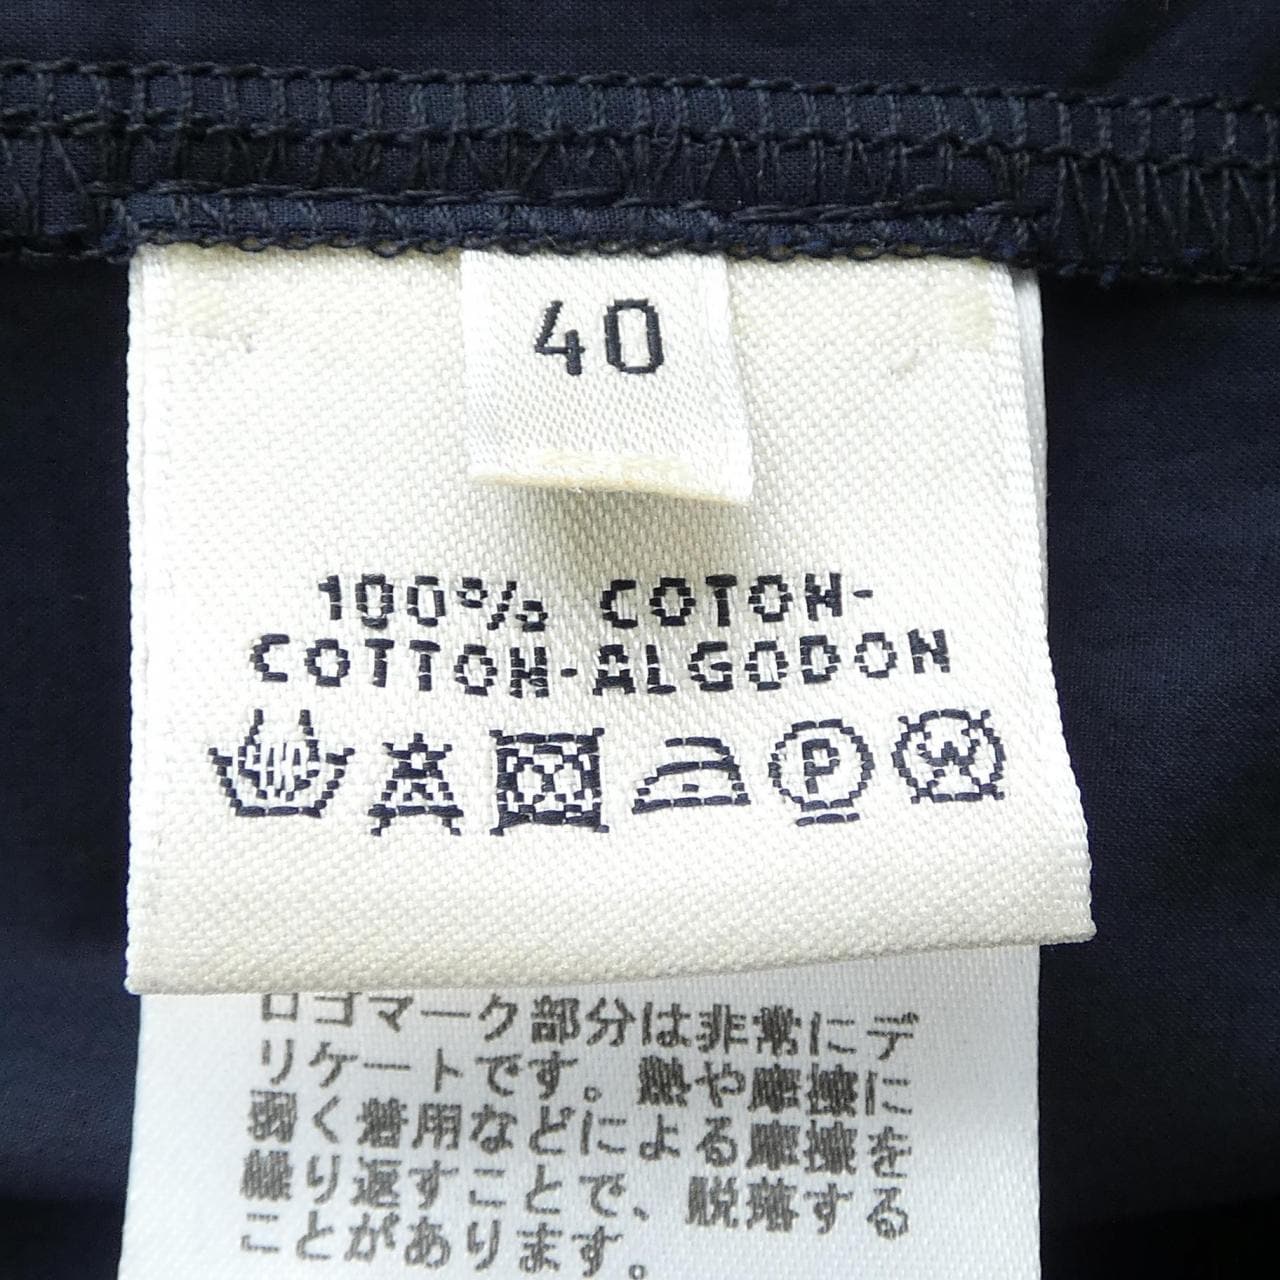 40
100% COTON-
COTTON-ALGODON
P W
ロゴマーク部分は非常にデ
リケートです。熱や摩擦に
弱く着用などによる摩擦を
繰り返すことで、脱落する
ことがあります。